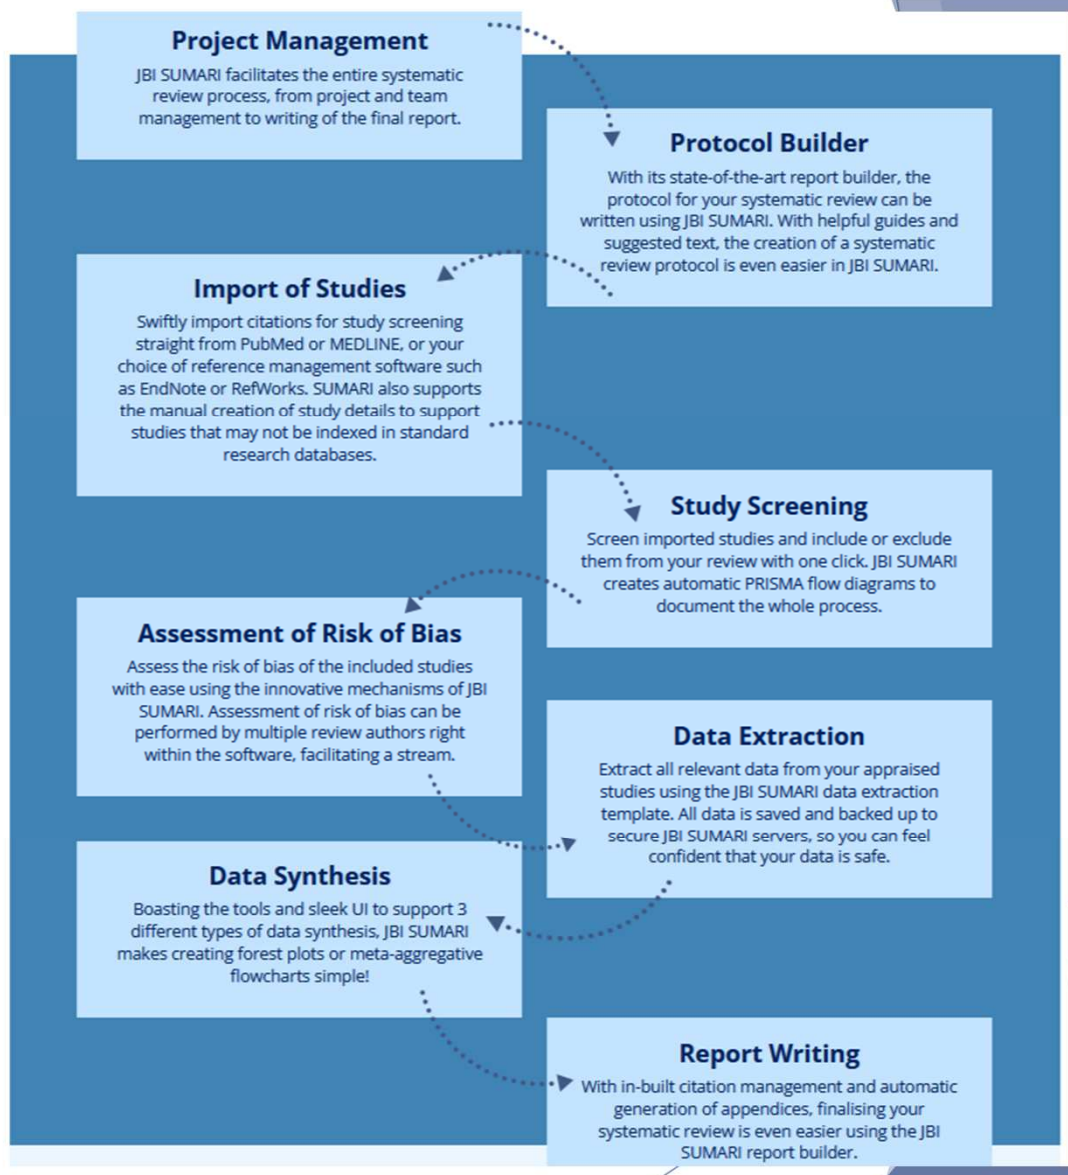 Project Management
JBI SUMARI facilitates the entire systematic
review process, from project and team
management to writing of the final report.
Protocol Builder
With its state-of-the-art report builder, the
protocol for your systematic review can be
written using JBI SUMARI. With helpful guides and
suggested text, the creation of a systematic
review protocol is even easier in JBI SUMARI.
Import of Studies
Swiftly import citations for study screening
straight from PubMed or MEDLINE, or your
choice of reference management software such
as EndNote or RefWorks. SUMARI also supports
the manual creation of study details to support
studies that may not be indexed in standard
research databases.
Study Screening
Screen imported studies and include or exclude
them from your review with one click. JBI SUMARI
creates automatic PRISMA flow diagrams to
document the whole process.
Assessment of Risk of Bias
Assess the risk of bias of the included studies
with ease using the innovative mechanisms of JBI
SUMARI. Assessment of risk of bias can be
performed by multiple review authors right
within the software, facilitating a stream.
Data Extraction
Extract all relevant data from your appraised
studies using the JBI SUMARI data extraction
template. All data is saved and backed up to
secure JBI SUMARI servers, so you can feel
confident that your data is safe.
Data Synthesis
Boasting the tools and sleek UI to support 3
different types of data synthesis, JBI SUMARI
makes creating forest plots or meta-aggregative
flowcharts simple!
Report Writing
With in-built citation management and automatic
generation of appendices, finalising your
systematic review is even easier using the JBI
SUMARI report builder.